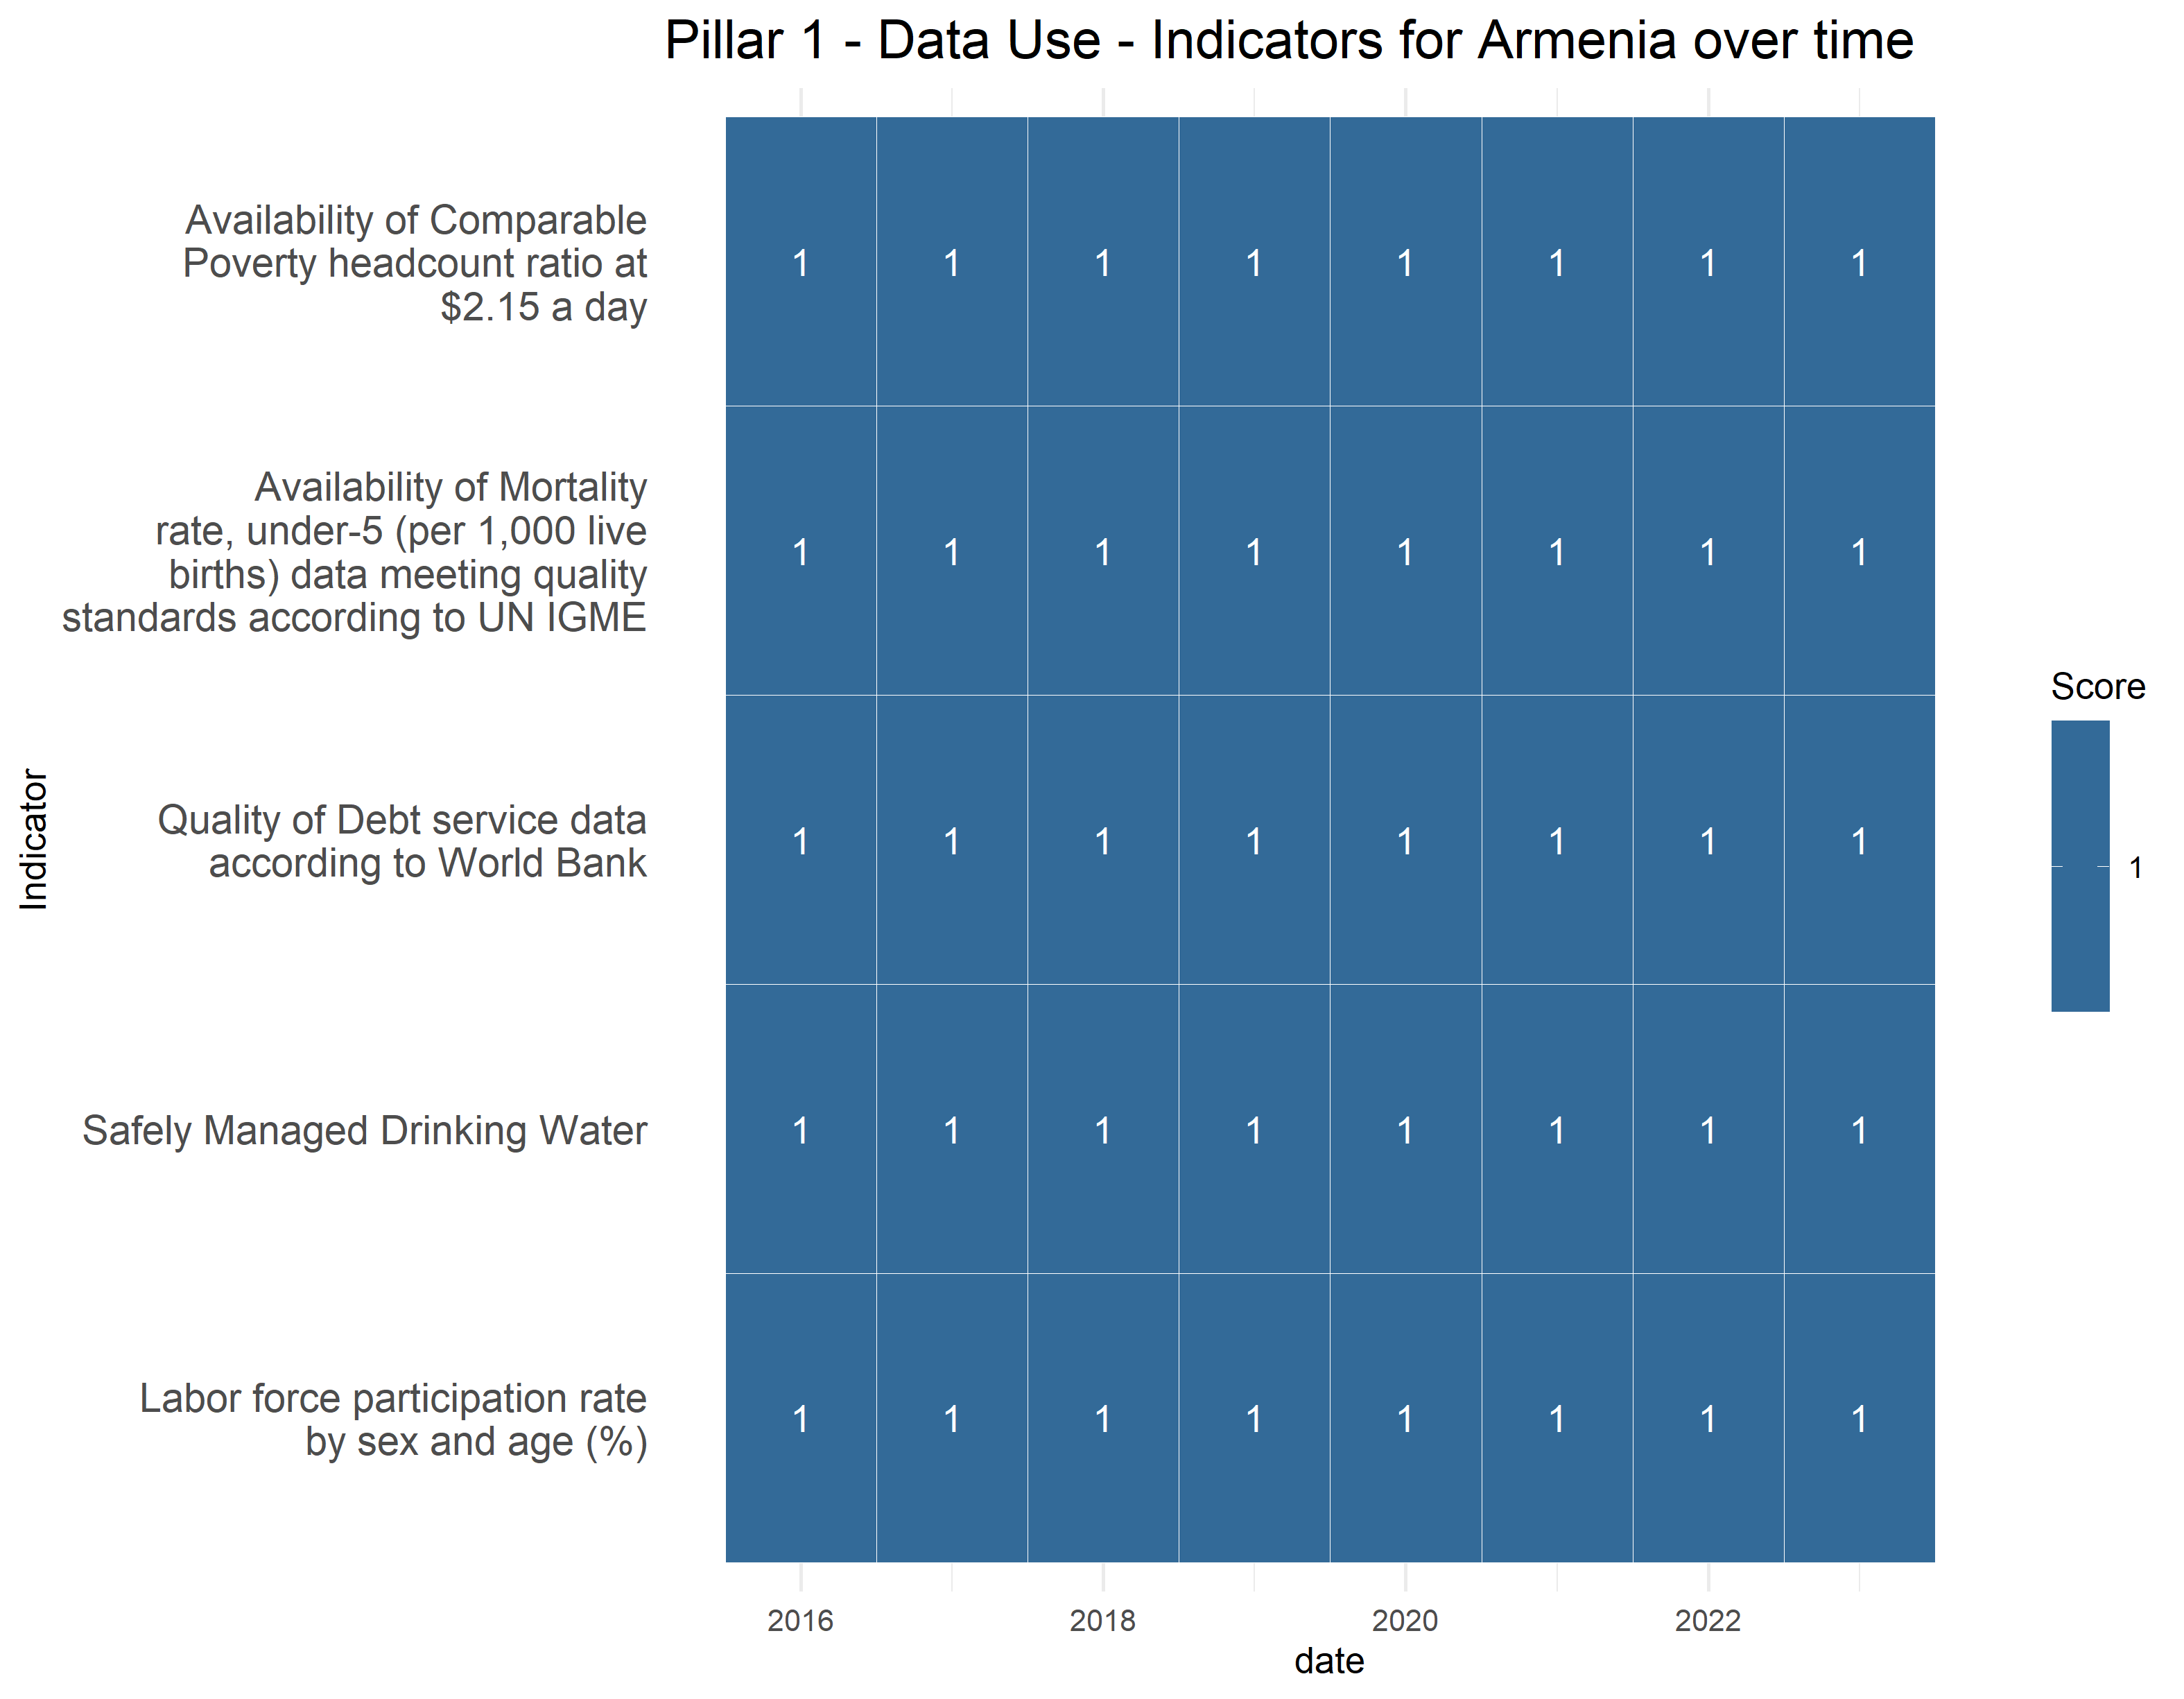 Pillar 1 - Data Use - Indicators for Armenia over time
Availability of Comparable
Poverty headcount ratio at
$2.15 a day
1 1 1 1 1 1 1 1
Availability of Mortality
rate, under-5 (per 1,000 live
births) data meeting quality
standards according to UN IGME
1 1 1 1 1 1 1 1
Quality of Debt service data
according to World Bank
1 1 1 1 1 1 1 1
Safely Managed Drinking Water
1 1 1 1 1 1 1 1
Labor force participation rate
by sex and age (%)
1 1 1 1 1 1 1 1
Indicator
2016 2018 2020 2022
date
Score
1